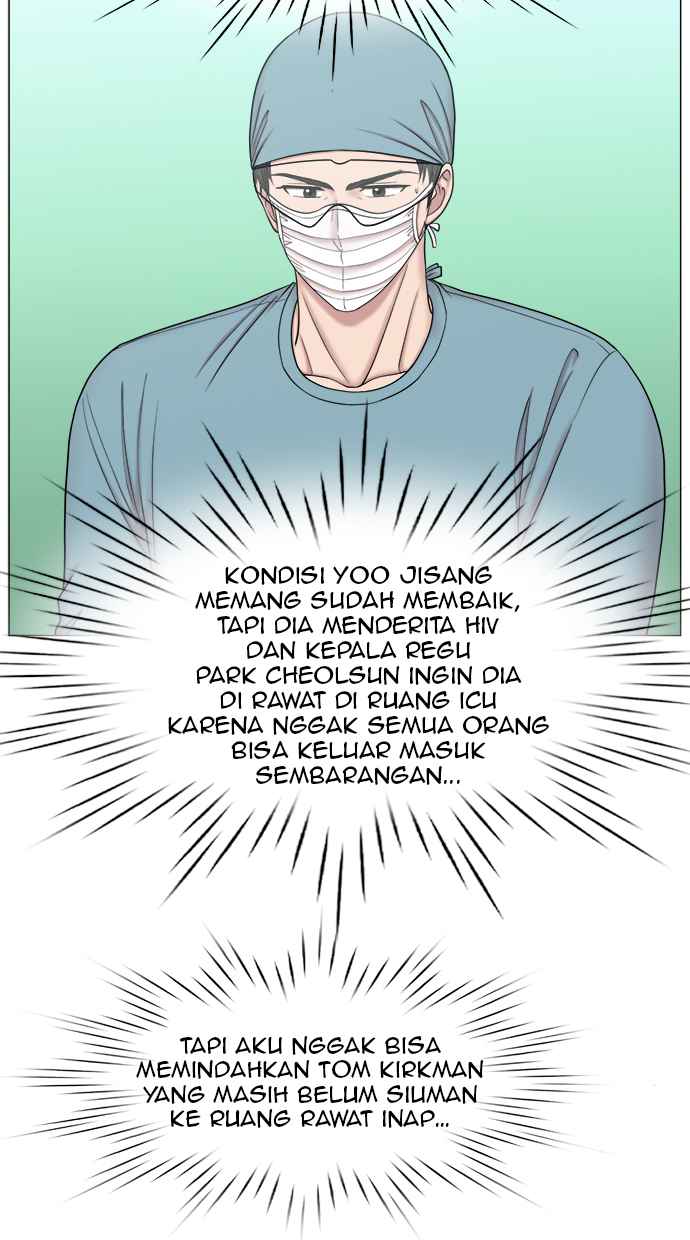 KONDISI YOO JISANG
MEMANG SUDAH MEMBAIK,
TAPI DIA MENDERITA HIV
DAN KEPALA REGU
PARK CHEOLSUN INGIN DIA
DI RAWAT DI RUANG ICU
KARENA NGGAK SEMUA ORANG
BISA KELUAR MASUK
SEMBARANGAN...
TAPI AKU NGGAK BISA
MEMINDAHKAN TOM KIRKMAN
YANG MASIH BELUM SIUMAN
KE RUANG RAWAT INAP...